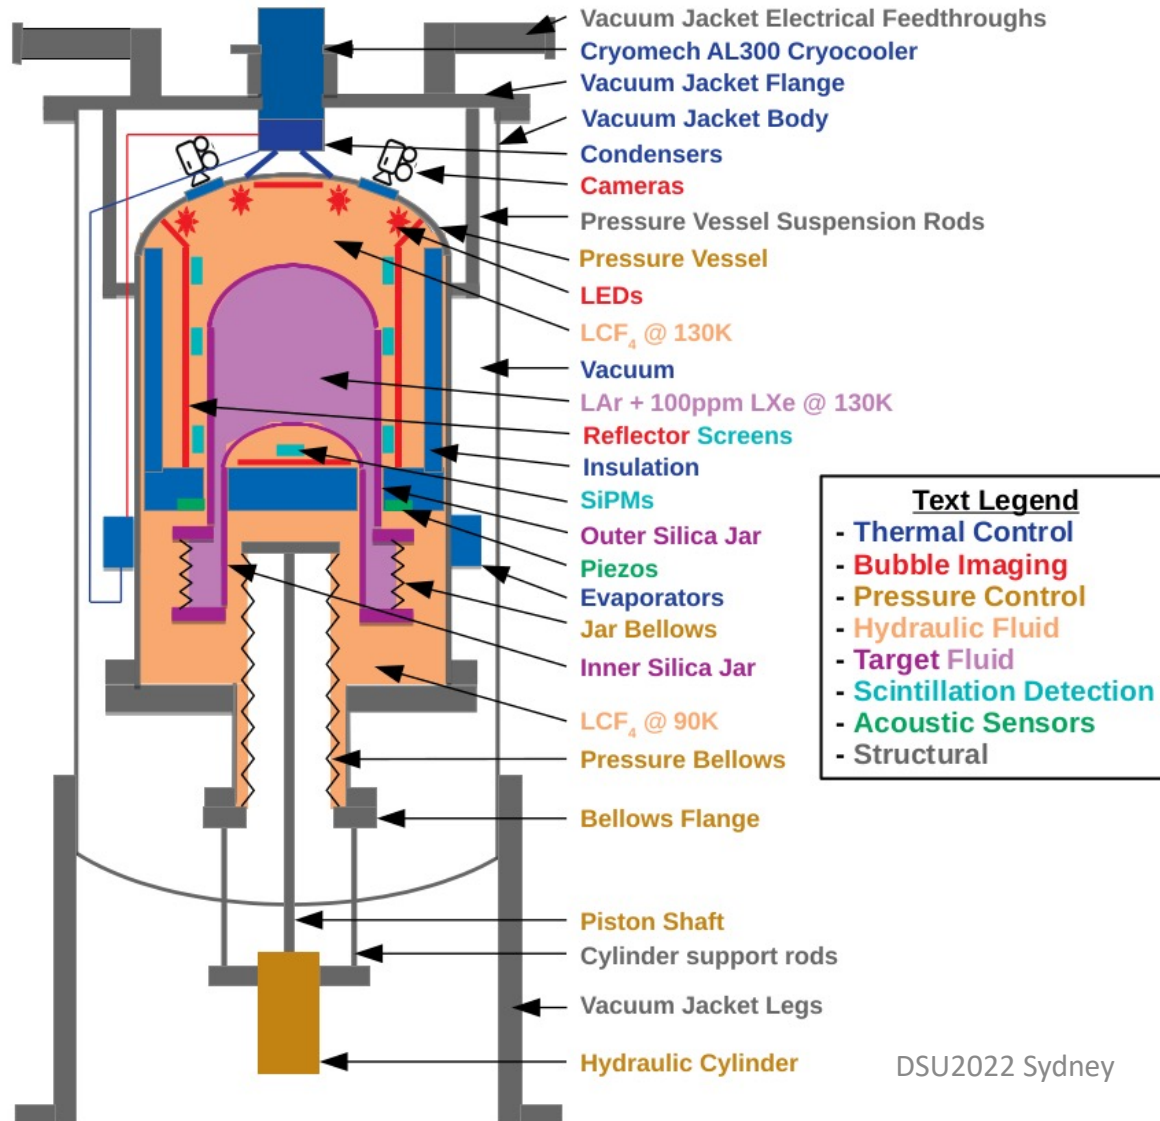 Vacuum Jacket Electrical Feedthroughs
Cryomech AL300 Cryocooler
Vacuum Jacket Flange
Vacuum Jacket Body
Condensers
Cameras
Pressure Vessel Suspension Rods
Pressure Vessel
LEDs
LCF₄ @ 130K
Vacuum
LAr + 100ppm LXe @ 130K
Reflector Screens
Insulation
SiPMs
Outer Silica Jar
Piezos
Evaporators
Jar Bellows
Inner Silica Jar
LCF₄ @ 90K
Pressure Bellows
Bellows Flange
Piston Shaft
Cylinder support rods
Vacuum Jacket Legs
Hydraulic Cylinder
Text Legend
- Thermal Control
- Bubble Imaging
- Pressure Control
- Hydraulic Fluid
- Target Fluid
- Scintillation Detection
- Acoustic Sensors
- Structural
DSU2022 Sydney